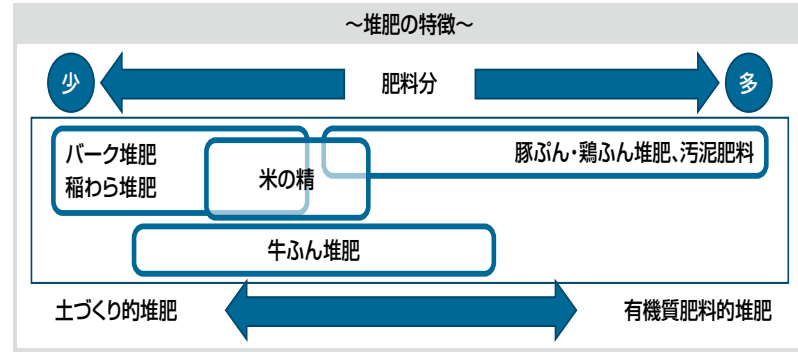 ～堆肥の特徴～
少
肥料分
多
バーク堆肥
稲わら堆肥
米の精
豚ぷん・鶏ふん堆肥、汚泥肥料
牛ふん堆肥
土づくり的堆肥
有機質肥料的堆肥